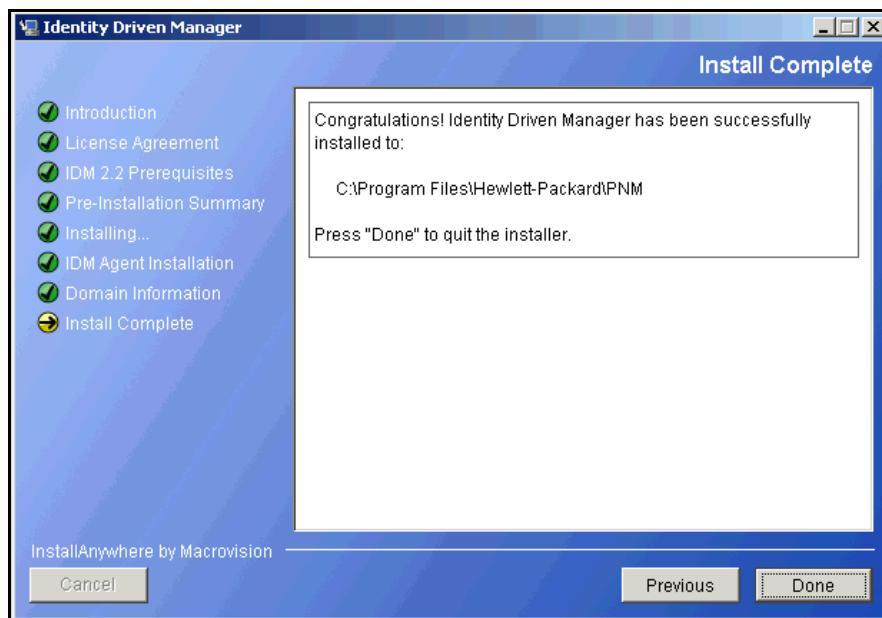 Identity Driven Manager
Install Complete
Introduction
License Agreement
IDM 2.2 Prerequisites
Pre-Installation Summary
Installing...
IDM Agent Installation
Domain Information
Install Complete
Congratulations! Identity Driven Manager has been successfully
installed to:
C:\Program Files\Hewlett-Packard\PNM
Press "Done" to quit the installer.
InstallAnywhere by Macrovision
Cancel
Previous
Done